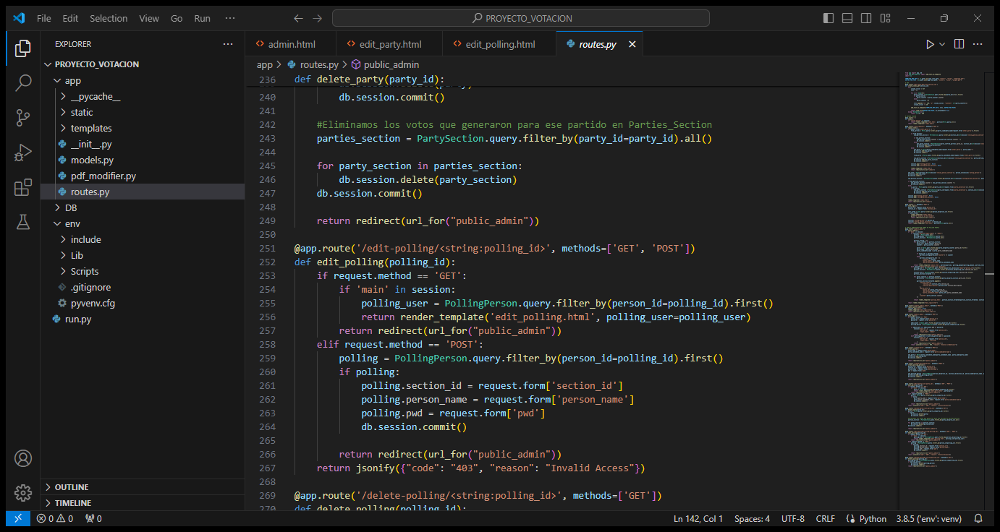 File Edit Selection View Go Run ··· PROYECTO_VOTACION
EXPLORER ···
PROYECTO_VOTACION
app
__pycache__
static
templates
__init__.py
models.py
pdf_modifier.py
routes.py
DB
env
include
Lib
Scripts
.gitignore
pyvenv.cfg
run.py
OUTLINE
TIMELINE
admin.html edit_party.html edit_polling.html routes.py
app > routes.py > public_admin
236 def delete_party(party_id):
240 db.session.commit()
241
242 #Eliminamos los votos que generaron para ese partido en Parties_Section
243 parties_section = PartySection.query.filter_by(party_id=party_id).all()
244
245 for party_section in parties_section:
246 db.session.delete(party_section)
247 db.session.commit()
248
249 return redirect(url_for("public_admin"))
250
251 @app.route('/edit-polling/<string:polling_id>', methods=['GET', 'POST'])
252 def edit_polling(polling_id):
253 if request.method == 'GET':
254 if 'main' in session:
255 polling_user = PollingPerson.query.filter_by(person_id=polling_id).first()
256 return render_template('edit_polling.html', polling_user=polling_user)
257 return redirect(url_for("public_admin"))
258 elif request.method == 'POST':
259 polling = PollingPerson.query.filter_by(person_id=polling_id).first()
260 if polling:
261 polling.section_id = request.form['section_id']
262 polling.person_name = request.form['person_name']
263 polling.pwd = request.form['pwd']
264 db.session.commit()
265
266 return redirect(url_for("public_admin"))
267 return jsonify({"code": "403", "reason": "Invalid Access"})
268
269 @app.route('/delete-polling/<string:polling_id>', methods=['GET'])
270 def delete_polling(polling_id):
0 0 0 Ln 142, Col 1 Spaces: 4 UTF-8 CRLF Python 3.8.5 ('env': venv)